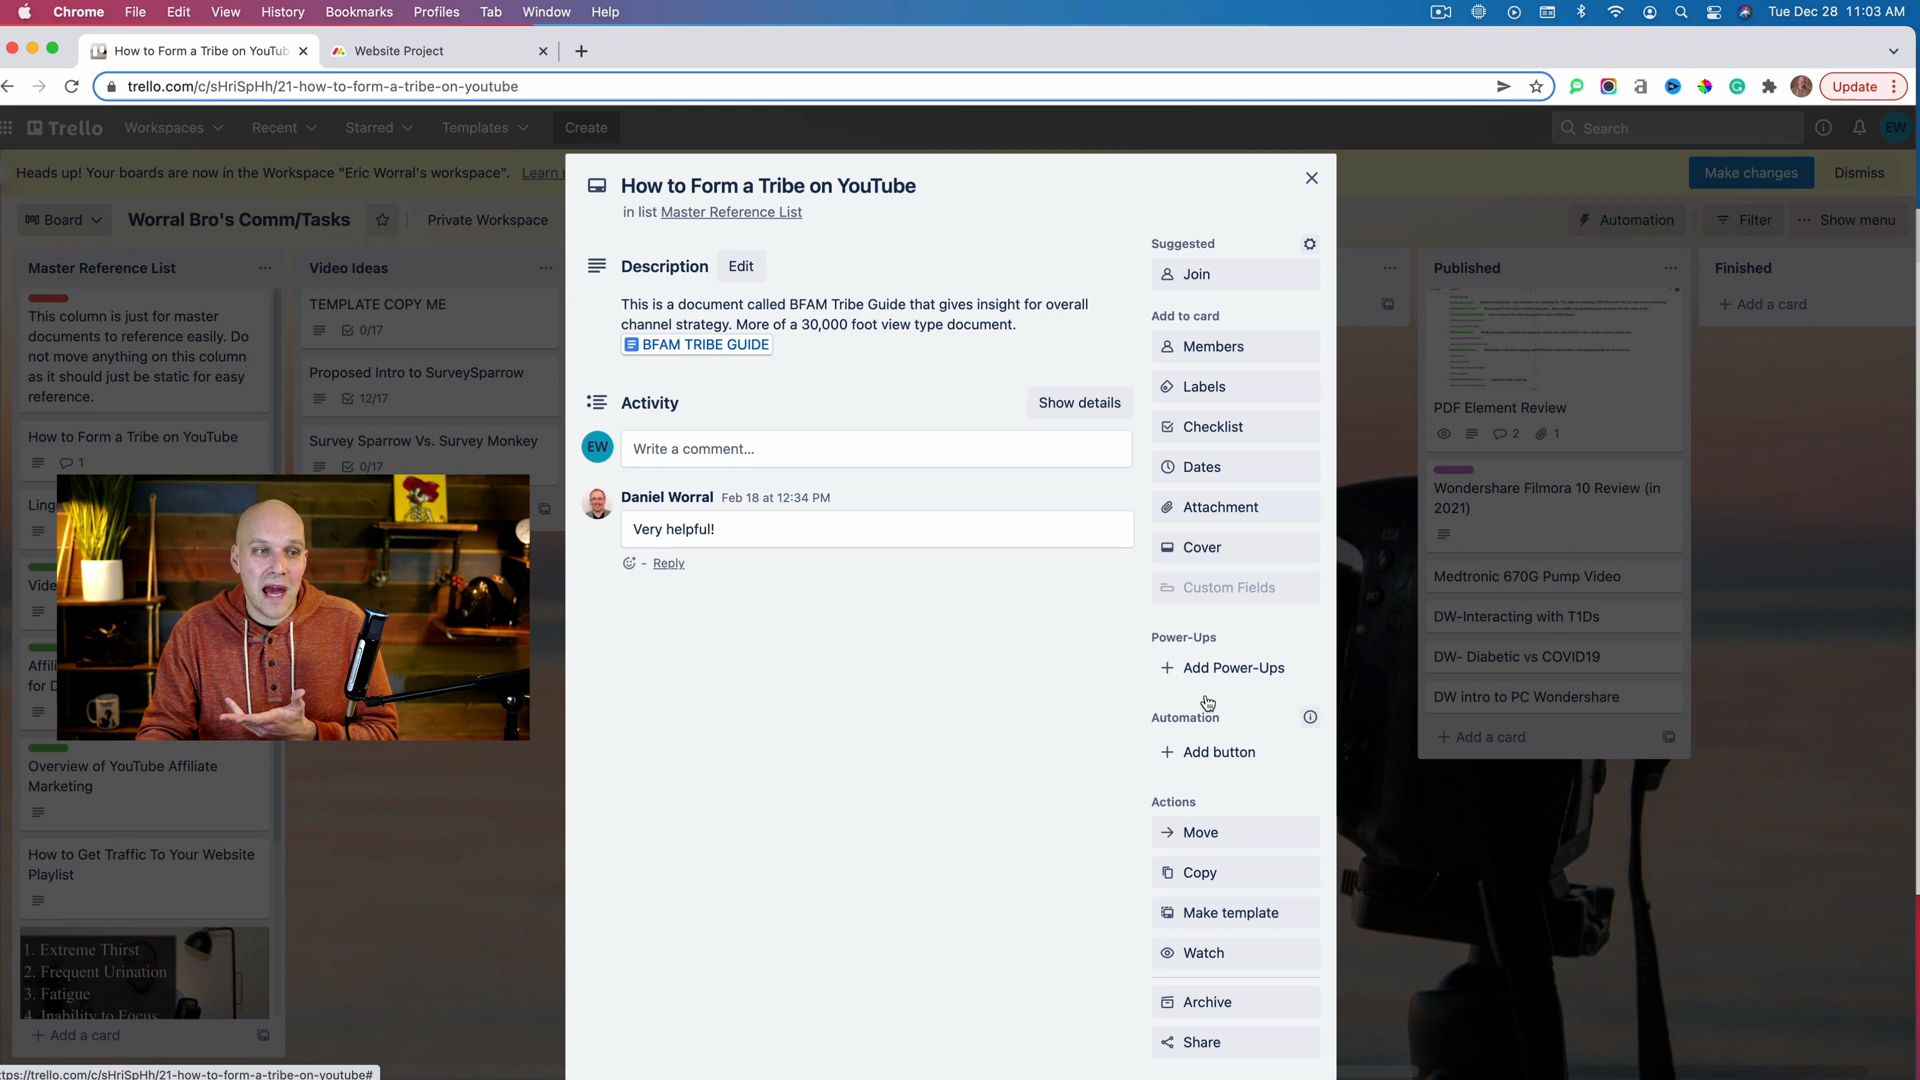 Chrome File Edit View History Bookmarks Profiles Tab Window Help
Tue Dec 28 11:03 AM
How to Form a Tribe on YouTub
Website Project
trello.com/c/sHriSpHh/21-how-to-form-a-tribe-on-youtube
Update
Trello Workspaces Recent Starred Templates Create
Search
EW
Heads up! Your boards are now in the Workspace "Eric Worral's workspace". Learn
Make changes
Dismiss
Board
Worral Bro's Comm/Tasks
Private Workspace
Automation
Filter
Show menu
Master Reference List
This column is just for master
documents to reference easily. Do
not move anything on this column
as it should just be static for easy
reference.
How to Form a Tribe on YouTube
1
Ling
Vide
Affili
for D
Overview of YouTube Affiliate
Marketing
How to Get Traffic To Your Website
Playlist
1. Extreme Thirst
2. Frequent Urination
3. Fatigue
4. Inability to Focus
+ Add a card
Video Ideas
TEMPLATE COPY ME
0/17
Proposed Intro to SurveySparrow
12/17
Survey Sparrow Vs. Survey Monkey
0/17
How to Form a Tribe on YouTube
in list Master Reference List
Description
Edit
This is a document called BFAM Tribe Guide that gives insight for overall
channel strategy. More of a 30,000 foot view type document.
BFAM TRIBE GUIDE
Activity
Show details
EW
Write a comment...
Daniel Worral Feb 18 at 12:34 PM
Very helpful!
- Reply
Suggested
Join
Add to card
Members
Labels
Checklist
Dates
Attachment
Cover
Custom Fields
Power-Ups
+ Add Power-Ups
Automation
+ Add button
Actions
Move
Copy
Make template
Watch
Archive
Share
Published
PDF Element Review
2
1
Wondershare Filmora 10 Review (in
2021)
Medtronic 670G Pump Video
DW-Interacting with T1Ds
DW- Diabetic vs COVID19
DW intro to PC Wondershare
+ Add a card
Finished
+ Add a card
ttps://trello.com/c/sHriSpHh/21-how-to-form-a-tribe-on-youtube#